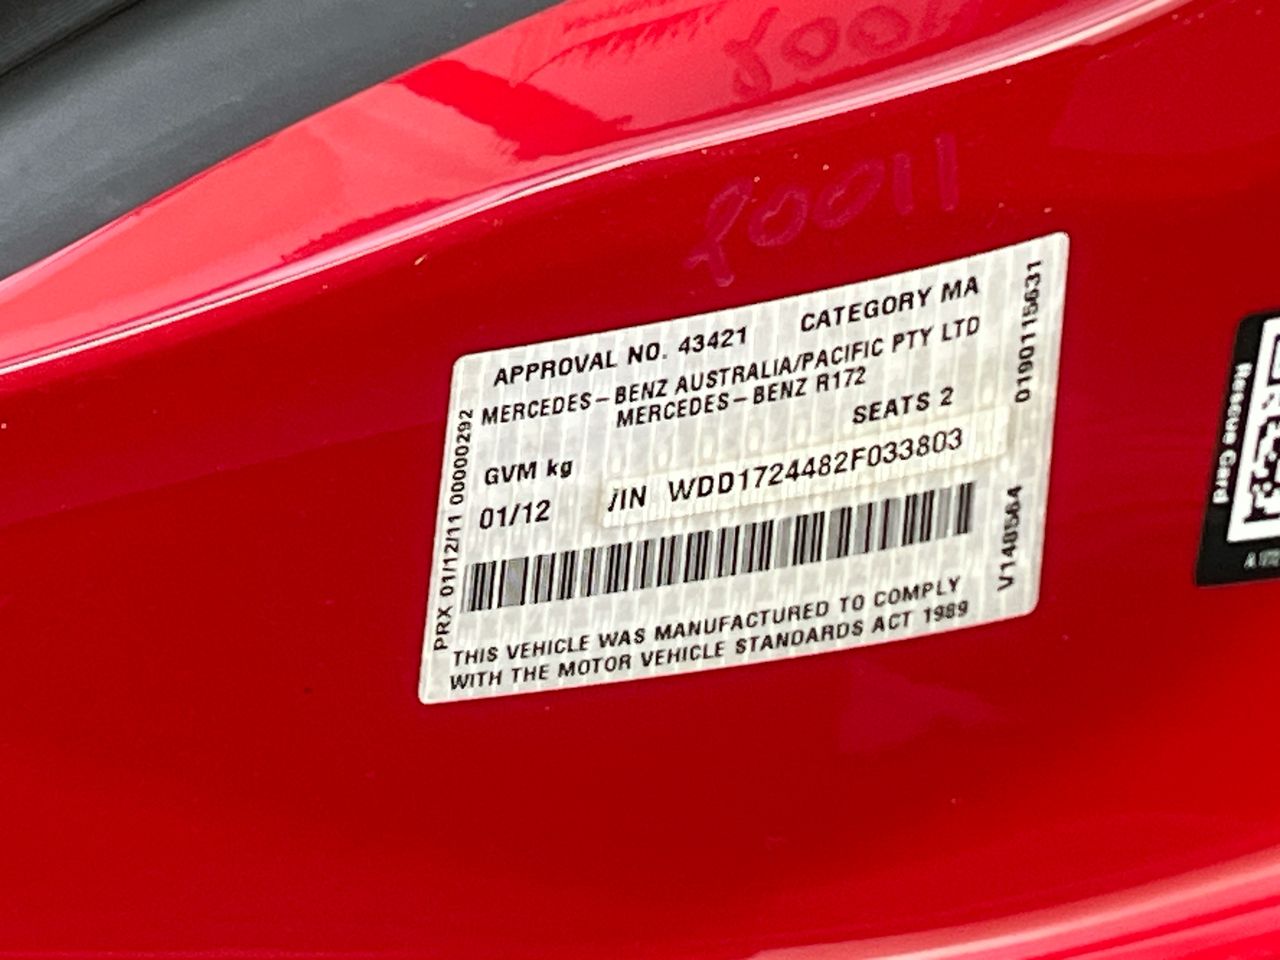 APPROVAL NO. 43421 CATEGORY MA
MERCEDES-BENZ AUSTRALIA/PACIFIC PTY LTD
MERCEDES-BENZ R172
SEATS 2
GVM kg
01/12 /IN WDD1724482F033803
THIS VEHICLE WAS MANUFACTURED TO COMPLY
WITH THE MOTOR VEHICLE STANDARDS ACT 1989
PRX 01/12/11 00000292
V148564
0190115631
Rescue Card